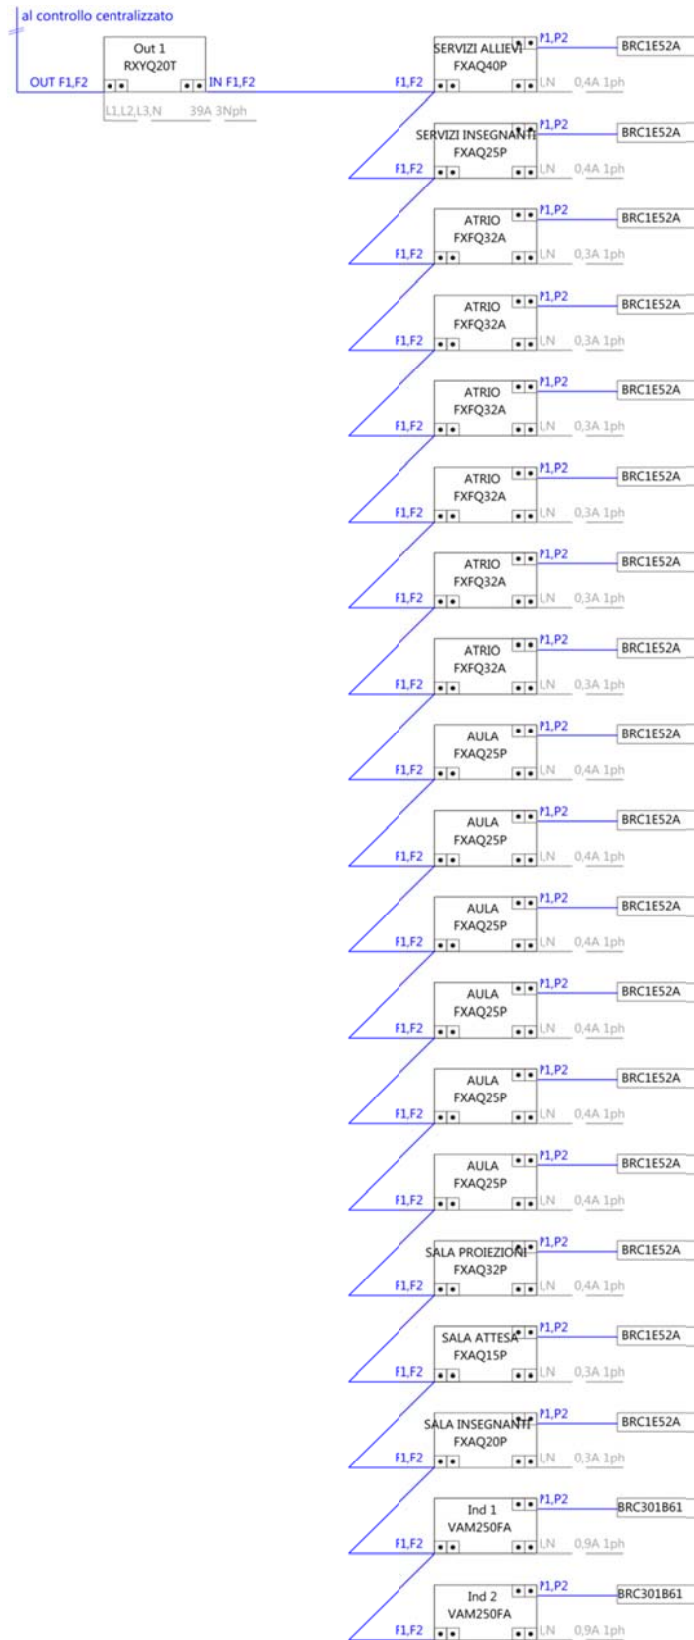 al controllo centralizzato
Out 1
RXYQ20T
OUT F1,F2
IN F1,F2
L1,L2,L3,N 39A 3Nph
SERVIZI ALLIEVI
FXAQ40P
P1,P2
BRC1E52A
F1,F2
LN 0,4A 1ph
SERVIZI INSEGNANTI
FXAQ25P
P1,P2
BRC1E52A
F1,F2
LN 0,4A 1ph
ATRIO
FXFQ32A
P1,P2
BRC1E52A
F1,F2
LN 0,3A 1ph
ATRIO
FXFQ32A
P1,P2
BRC1E52A
F1,F2
LN 0,3A 1ph
ATRIO
FXFQ32A
P1,P2
BRC1E52A
F1,F2
LN 0,3A 1ph
ATRIO
FXFQ32A
P1,P2
BRC1E52A
F1,F2
LN 0,3A 1ph
ATRIO
FXFQ32A
P1,P2
BRC1E52A
F1,F2
LN 0,3A 1ph
ATRIO
FXFQ32A
P1,P2
BRC1E52A
F1,F2
LN 0,3A 1ph
AULA
FXAQ25P
P1,P2
BRC1E52A
F1,F2
LN 0,4A 1ph
AULA
FXAQ25P
P1,P2
BRC1E52A
F1,F2
LN 0,4A 1ph
AULA
FXAQ25P
P1,P2
BRC1E52A
F1,F2
LN 0,4A 1ph
AULA
FXAQ25P
P1,P2
BRC1E52A
F1,F2
LN 0,4A 1ph
AULA
FXAQ25P
P1,P2
BRC1E52A
F1,F2
LN 0,4A 1ph
AULA
FXAQ25P
P1,P2
BRC1E52A
F1,F2
LN 0,4A 1ph
SALA PROIEZIONI
FXAQ32P
P1,P2
BRC1E52A
F1,F2
LN 0,4A 1ph
SALA ATTESA
FXAQ15P
P1,P2
BRC1E52A
F1,F2
LN 0,3A 1ph
SALA INSEGNANTI
FXAQ20P
P1,P2
BRC1E52A
F1,F2
LN 0,3A 1ph
Ind 1
VAM250FA
P1,P2
BRC301B61
F1,F2
LN 0,9A 1ph
Ind 2
VAM250FA
P1,P2
BRC301B61
F1,F2
LN 0,9A 1ph